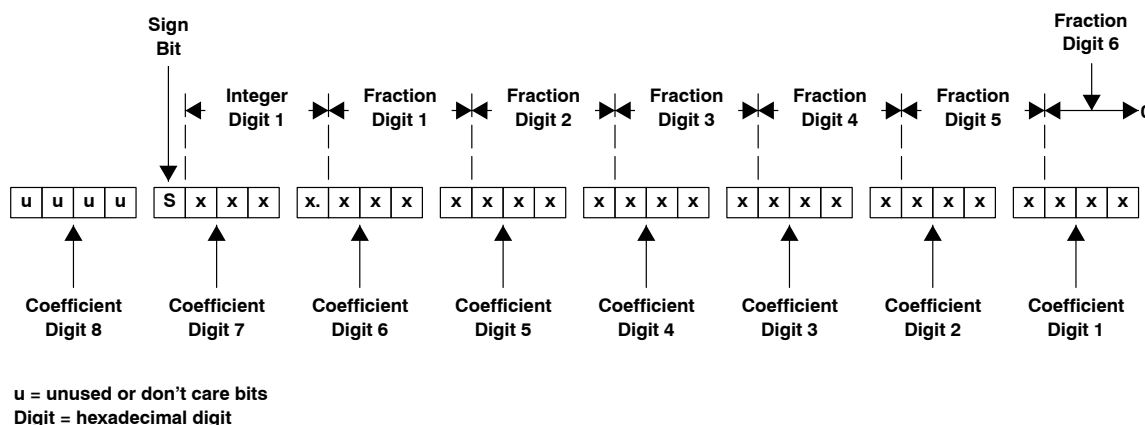 Sign
Bit
Fraction
Digit 6
Integer
Digit 1
Fraction
Digit 1
Fraction
Digit 2
Fraction
Digit 3
Fraction
Digit 4
Fraction
Digit 5
0
u u u u S x x x x. x x x x x x x x x x x x x x x x x x x x x x x
Coefficient
Digit 8
Coefficient
Digit 7
Coefficient
Digit 6
Coefficient
Digit 5
Coefficient
Digit 4
Coefficient
Digit 3
Coefficient
Digit 2
Coefficient
Digit 1
u = unused or don’t care bits
Digit = hexadecimal digit